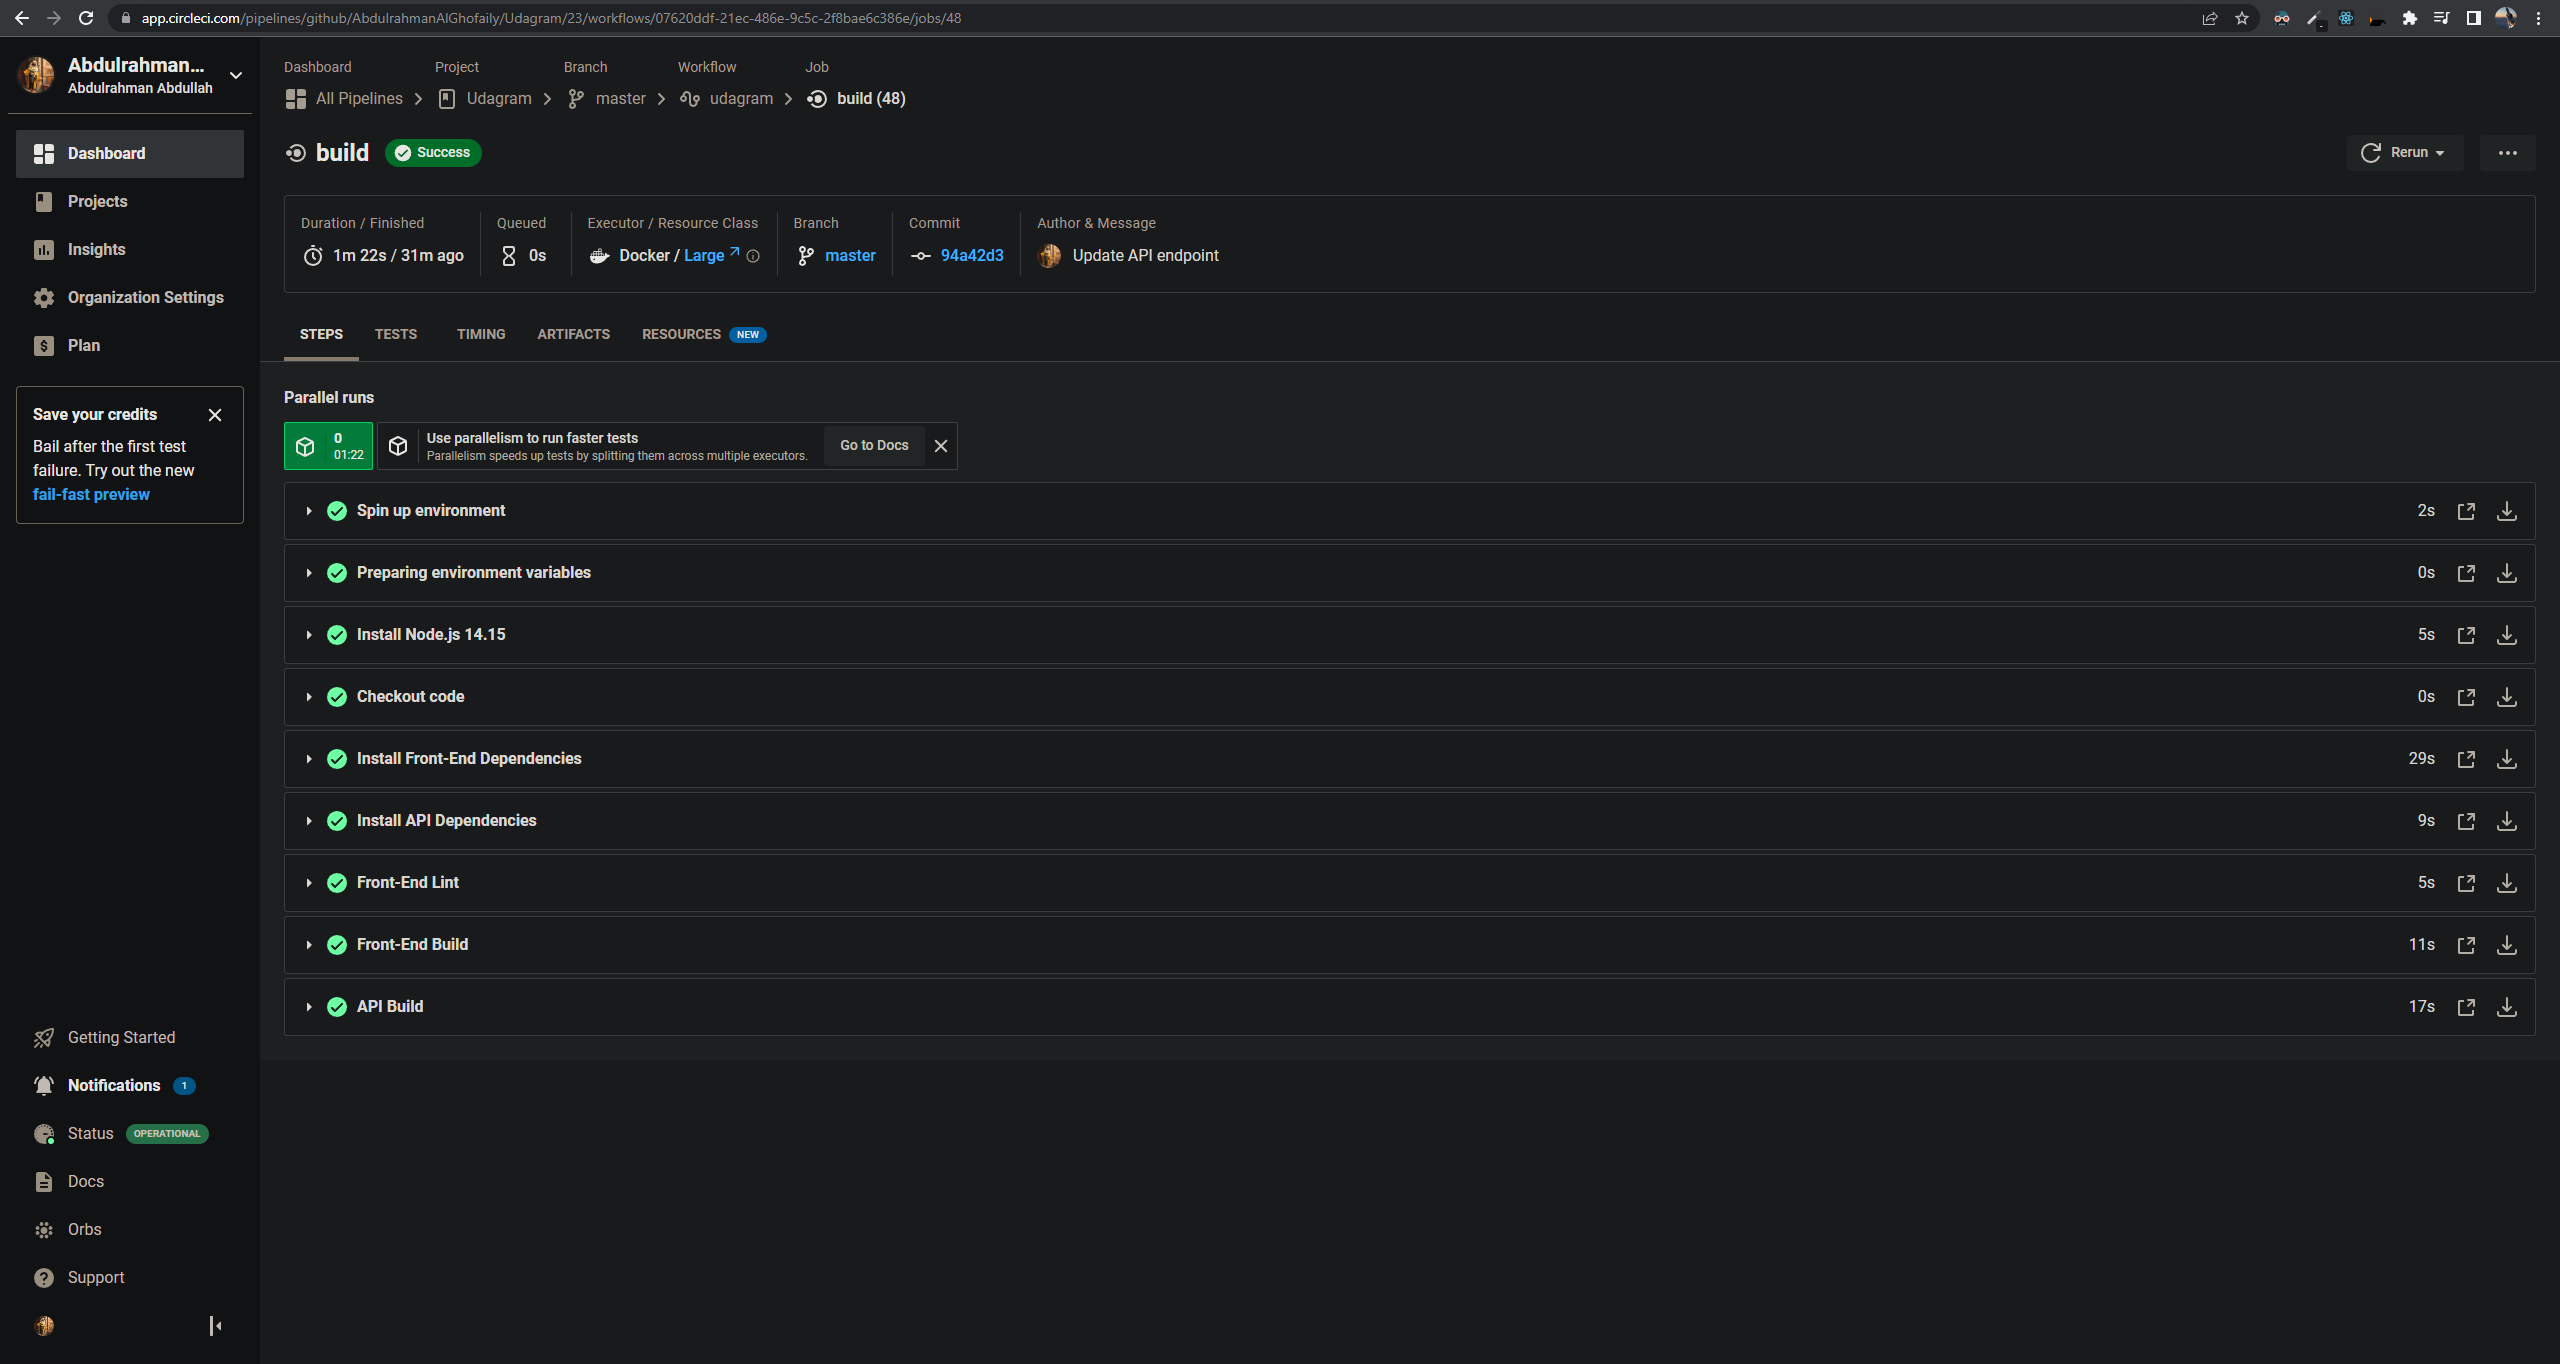 app.circleci.com/pipelines/github/AbdulrahmanAlGhofaily/Udagram/23/workflows/07620ddf-21ec-486e-9c5c-2f8bae6c386e/jobs/48
Abdulrahman...
Abdulrahman Abdullah
Dashboard
Projects
Insights
Organization Settings
Plan
Save your credits
Bail after the first test
failure. Try out the new
fail-fast preview
Getting Started
Notifications 1
Status OPERATIONAL
Docs
Orbs
Support
Dashboard Project Branch Workflow Job
All Pipelines Udagram master udagram build (48)
build Success
Rerun
Duration / Finished Queued Executor / Resource Class Branch Commit Author & Message
1m 22s / 31m ago 0s Docker / Large master 94a42d3 Update API endpoint
STEPS TESTS TIMING ARTIFACTS RESOURCES NEW
Parallel runs
0
01:22
Use parallelism to run faster tests
Parallelism speeds up tests by splitting them across multiple executors.
Go to Docs
Spin up environment 2s
Preparing environment variables 0s
Install Node.js 14.15 5s
Checkout code 0s
Install Front-End Dependencies 29s
Install API Dependencies 9s
Front-End Lint 5s
Front-End Build 11s
API Build 17s